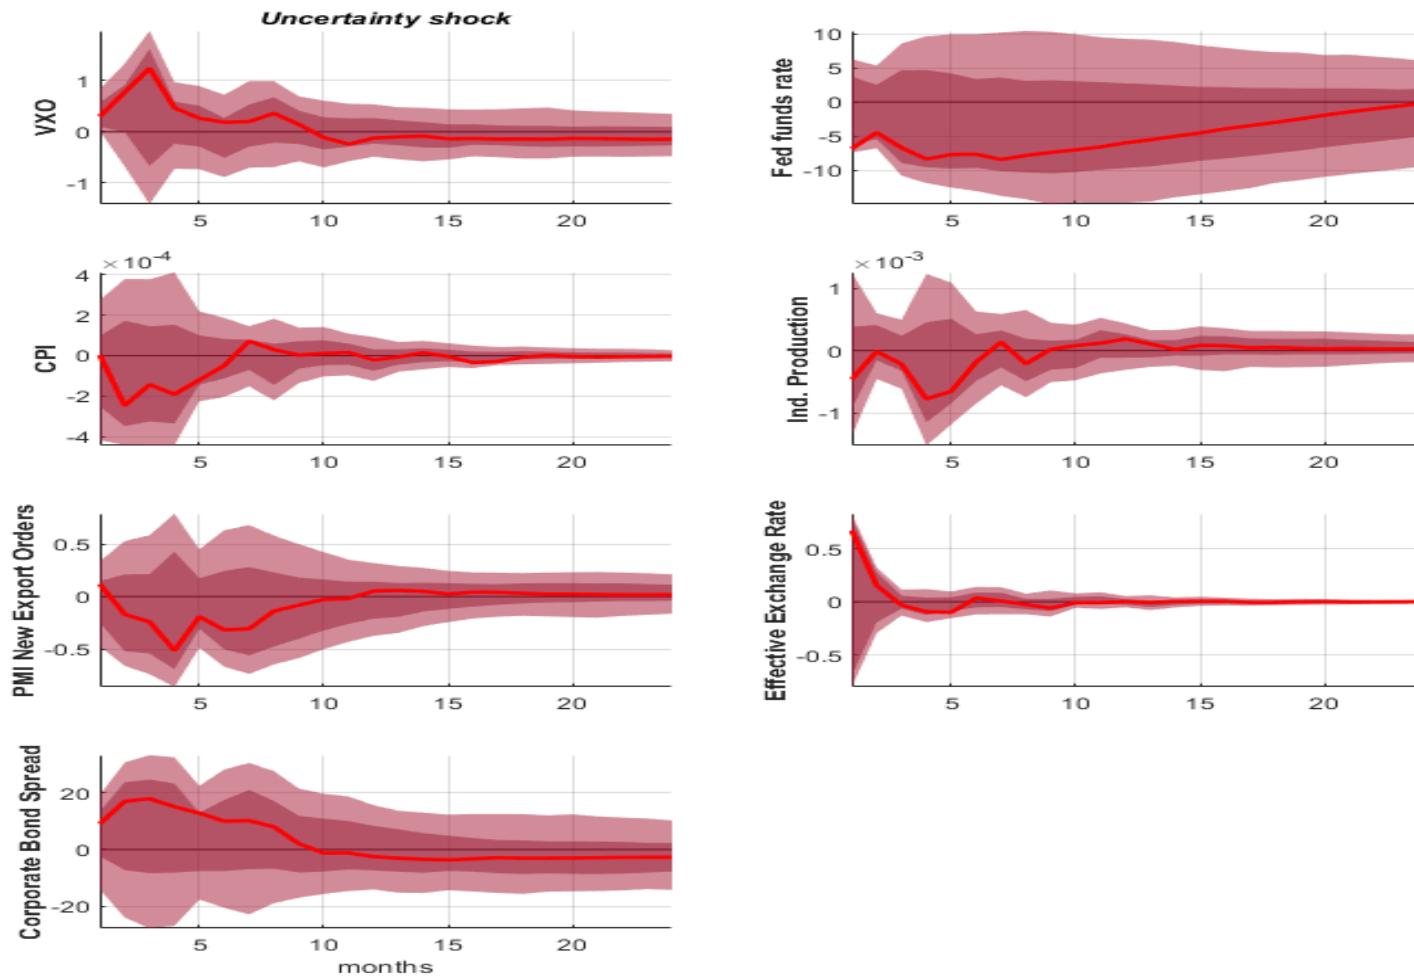 Uncertainty shock
VXO
1
0
-1
5 10 15 20
Fed funds rate
10
5
0
-5
-10
5 10 15 20
CPI
× 10-4
4
2
0
-2
-4
5 10 15 20
Ind. Production
× 10-3
1
0
-1
5 10 15 20
PMI New Export Orders
0.5
0
-0.5
5 10 15 20
Effective Exchange Rate
0.5
0
-0.5
5 10 15 20
Corporate Bond Spread
20
0
-20
5 10 15 20
months